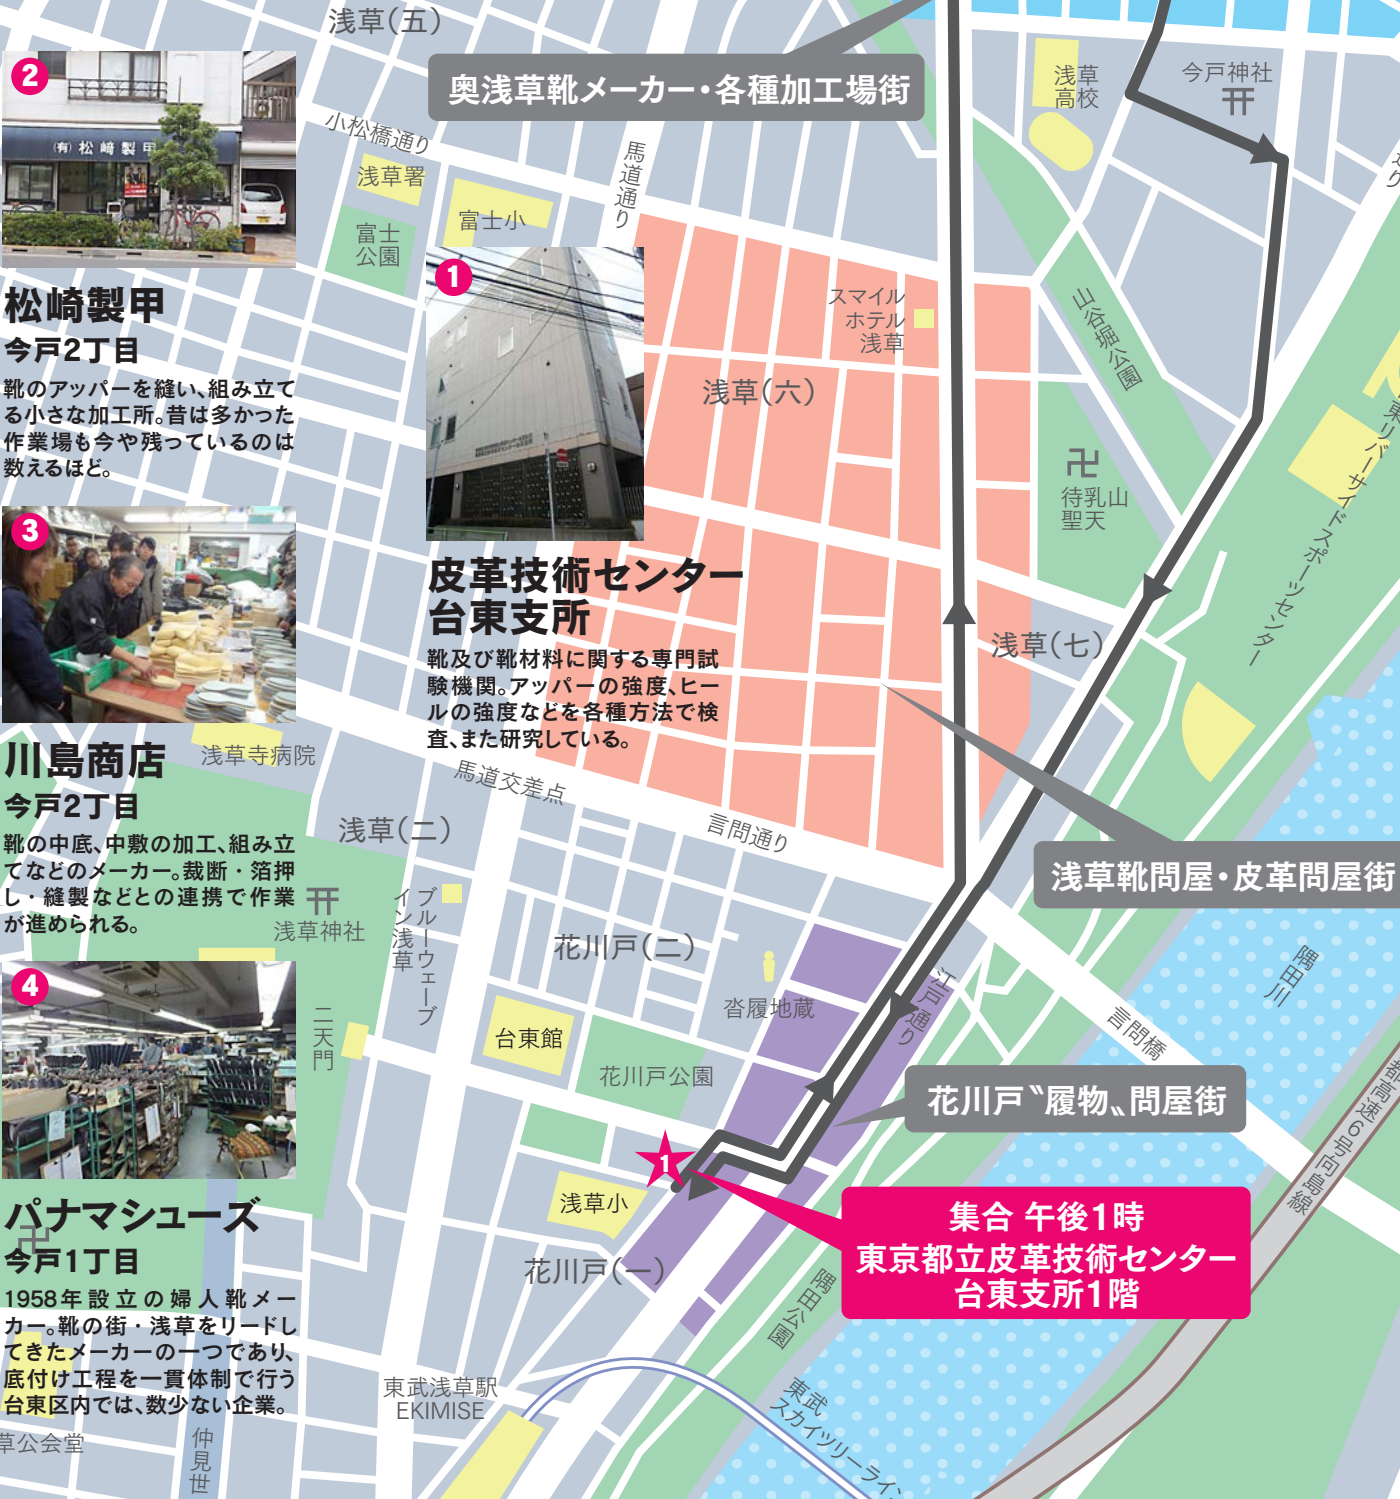 浅草(五)
奥浅草靴メーカー・各種加工場街
浅草
高校
今戸神社
2
(有)松﨑製甲
小松橋通り
浅草署
富士小
馬道通り
富士
公園
1
スマイル
ホテル
浅草
山谷堀公園
松崎製甲
今戸2丁目
靴のアッパーを縫い、組み立て
る小さな加工所。昔は多かった
作業場も今や残っているのは
数えるほど。
浅草(六)
待乳山
聖天
東リバーサイドスポーツセンター
3
皮革技術センター
台東支所
靴及び靴材料に関する専門試
験機関。アッパーの強度、ヒー
ルの強度などを各種方法で検
査、また研究している。
浅草(七)
川島商店
今戸2丁目
靴の中底、中敷の加工、組み立
てなどのメーカー。裁断・箔押
し・縫製などとの連携で作業
が進められる。
浅草寺病院
馬道交差点
浅草(二)
言問通り
浅草靴問屋・皮革問屋街
浅草神社
ブルーウェーブ
イン浅草
花川戸(二)
沓履地蔵
江戸通り
隅田川
言問橋
4
二天門
台東館
花川戸公園
花川戸〝履物〟問屋街
都高速6号向島線
1
浅草小
花川戸(一)
集合 午後1時
東京都立皮革技術センター
台東支所1階
パナマシューズ
今戸1丁目
1958年設立の婦人靴メー
カー。靴の街・浅草をリードし
てきたメーカーの一つであり、
底付け工程を一貫体制で行う
台東区内では、数少ない企業。
隅田公園
東武浅草駅
EKIMISE
東武
スカイツリーライン
草公会堂
仲見世